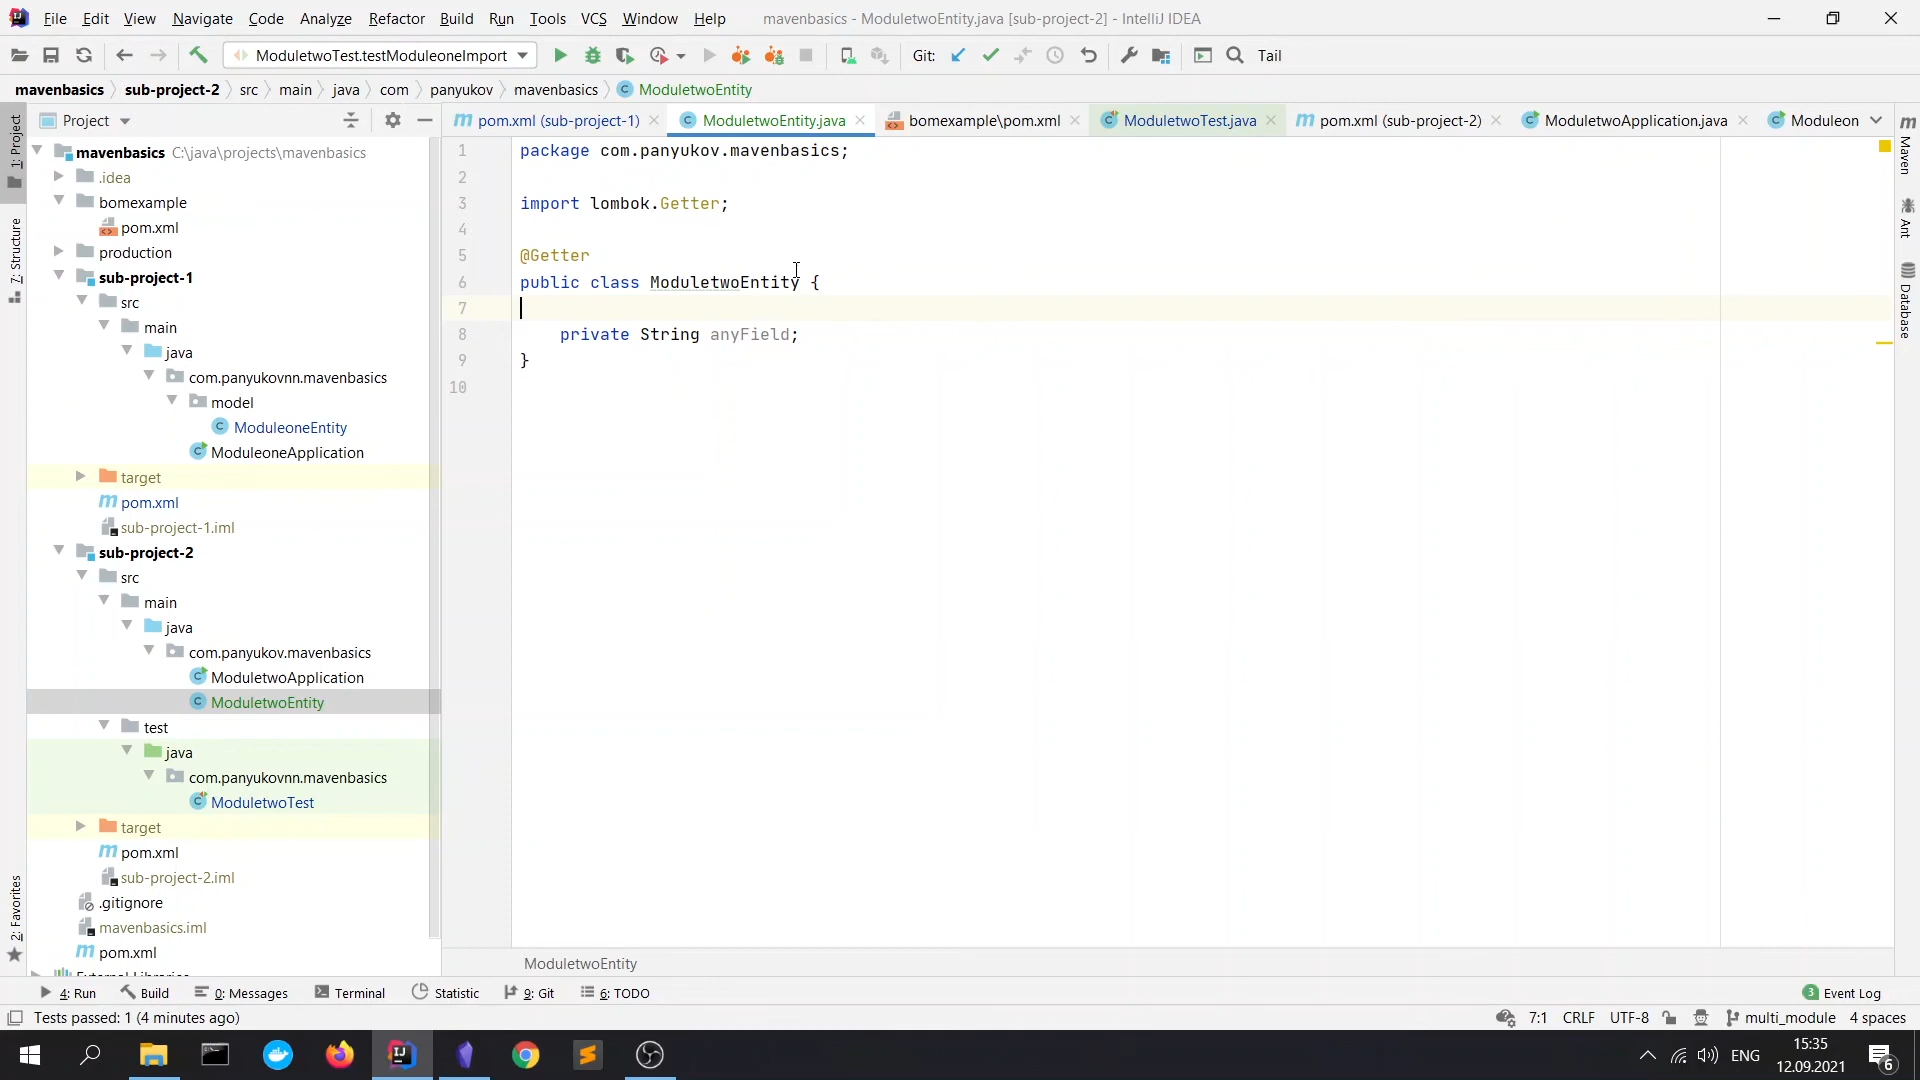 File Edit View Navigate Code Analyze Refactor Build Run Tools VCS Window Help mavenbasics - ModuletwoEntity.java [sub-project-2] - IntelliJ IDEA
ModuletwoTest.testModuleoneImport Git: Tail
mavenbasics sub-project-2 src main java com panyukov mavenbasics ModuletwoEntity
Project
pom.xml (sub-project-1) ModuletwoEntity.java bomexample\pom.xml ModuletwoTest.java pom.xml (sub-project-2) ModuletwoApplication.java Moduleon
mavenbasics C:\java\projects\mavenbasics
.idea
bomexample
pom.xml
production
sub-project-1
src
main
java
com.panyukovnn.mavenbasics
model
ModuleoneEntity
ModuleoneApplication
target
pom.xml
sub-project-1.iml
sub-project-2
src
main
java
com.panyukov.mavenbasics
ModuletwoApplication
ModuletwoEntity
test
java
com.panyukovnn.mavenbasics
ModuletwoTest
target
pom.xml
sub-project-2.iml
.gitignore
mavenbasics.iml
pom.xml
External Libraries
1: Project
7: Structure
2: Favorites
1 package com.panyukov.mavenbasics;
2
3 import lombok.Getter;
4
5 @Getter
6 public class ModuletwoEntity {
7
8 private String anyField;
9 }
10
Maven
Ant
Database
ModuletwoEntity
4: Run Build 0: Messages Terminal Statistic 9: Git 6: TODO 3 Event Log
Tests passed: 1 (4 minutes ago) 7:1 CRLF UTF-8 multi_module 4 spaces
ENG 15:35
12.09.2021 6